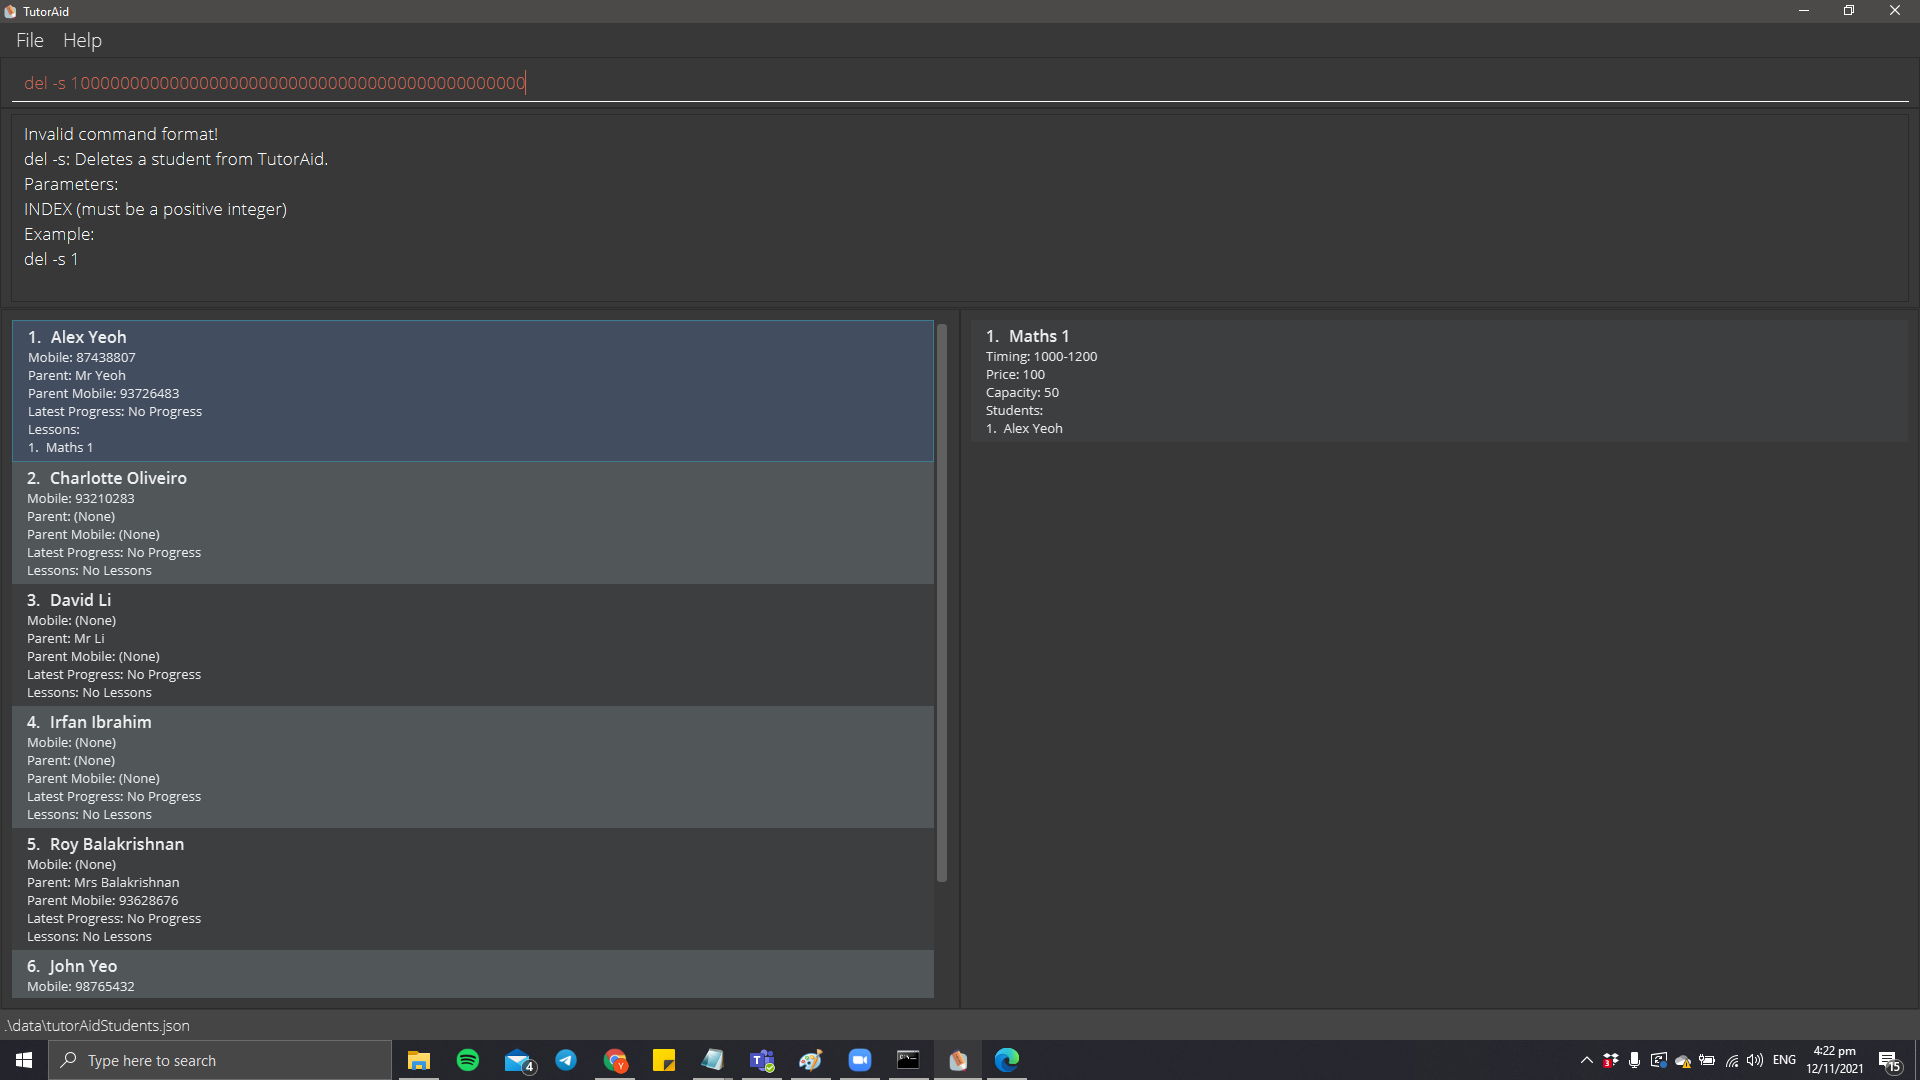 TutorAid
File Help
del -s 1000000000000000000000000000000000000000000000
Invalid command format!
del -s: Deletes a student from TutorAid.
Parameters:
INDEX (must be a positive integer)
Example:
del -s 1
1. Alex Yeoh
Mobile: 87438807
Parent: Mr Yeoh
Parent Mobile: 93726483
Latest Progress: No Progress
Lessons:
1. Maths 1
2. Charlotte Oliveiro
Mobile: 93210283
Parent: (None)
Parent Mobile: (None)
Latest Progress: No Progress
Lessons: No Lessons
3. David Li
Mobile: (None)
Parent: Mr Li
Parent Mobile: (None)
Latest Progress: No Progress
Lessons: No Lessons
4. Irfan Ibrahim
Mobile: (None)
Parent: (None)
Parent Mobile: (None)
Latest Progress: No Progress
Lessons: No Lessons
5. Roy Balakrishnan
Mobile: (None)
Parent: Mrs Balakrishnan
Parent Mobile: 93628676
Latest Progress: No Progress
Lessons: No Lessons
6. John Yeo
Mobile: 98765432
1. Maths 1
Timing: 1000-1200
Price: 100
Capacity: 50
Students:
1. Alex Yeoh
.\data\tutorAidStudents.json
Type here to search
4
ENG
4:22 pm
12/11/2021
15